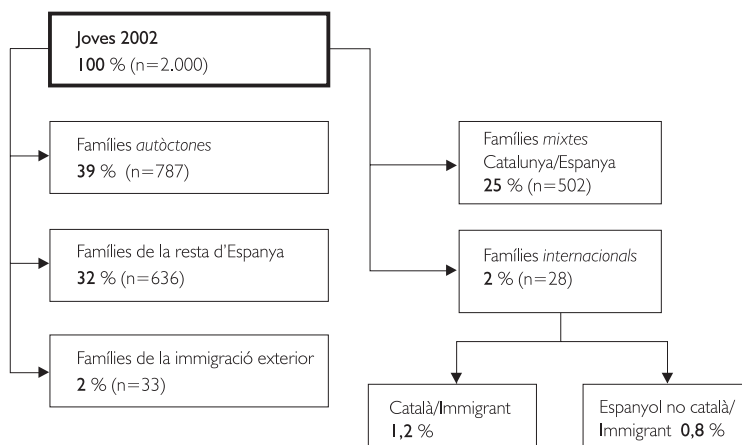 Joves 2002
100 % (n=2.000)
Famílies autòctones
39 % (n=787)
Famílies mixtes
Catalunya/Espanya
25 % (n=502)
Famílies de la resta d’Espanya
32 % (n=636)
Famílies internacionals
2 % (n=28)
Famílies de la immigració exterior
2 % (n=33)
Català/Immigrant
1,2 %
Espanyol no català/
Immigrant 0,8 %